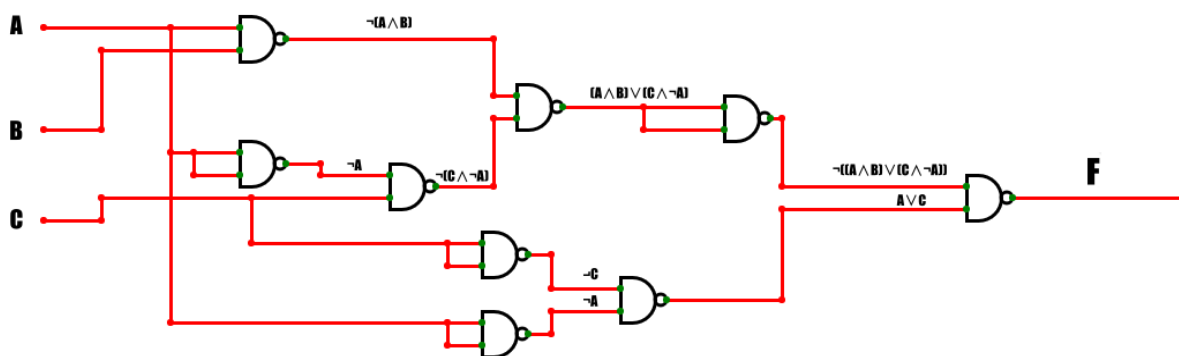 A
¬(A∧B)
(A∧B)∨(C∧¬A)
B
¬A
¬(C∧¬A)
¬((A∧B)∨(C∧¬A))
F
A∨C
C
¬C
¬A